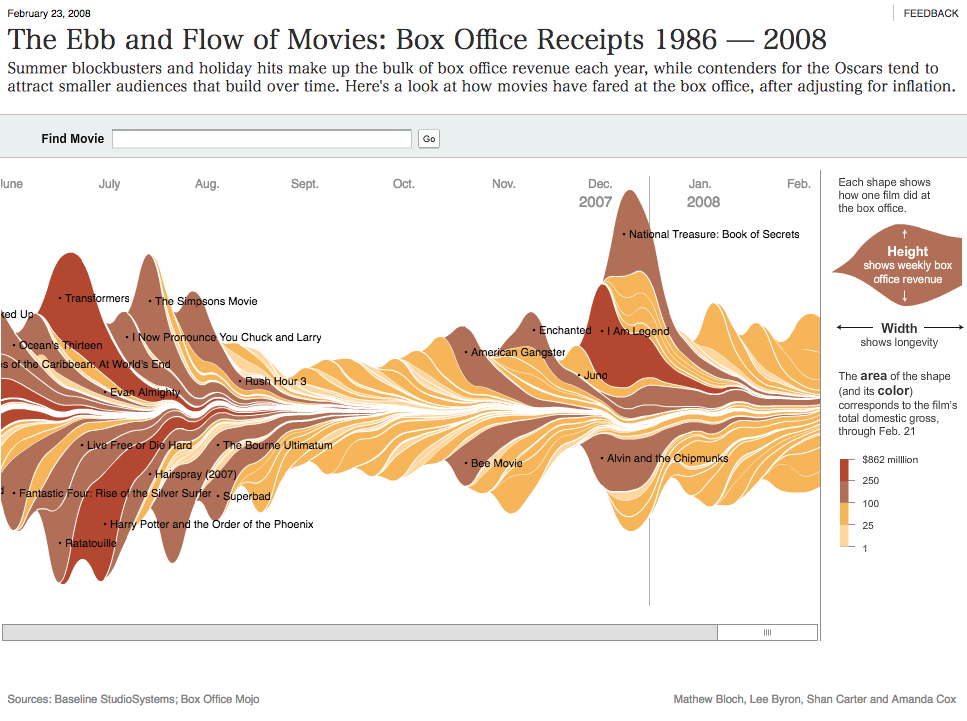 February 23, 2008
FEEDBACK
The Ebb and Flow of Movies: Box Office Receipts 1986 — 2008
Summer blockbusters and holiday hits make up the bulk of box office revenue each year, while contenders for the Oscars tend to
attract smaller audiences that build over time. Here's a look at how movies have fared at the box office, after adjusting for inflation.
Find Movie
Go
June July Aug. Sept. Oct. Nov. Dec. Jan. Feb.
2007 2008
National Treasure: Book of Secrets
Transformers
The Simpsons Movie
ked Up
Enchanted
I Am Legend
I Now Pronounce You Chuck and Larry
Ocean's Thirteen
American Gangster
es of the Caribbean: At World's End
Juno
Rush Hour 3
Evan Almighty
Live Free or Die Hard
The Bourne Ultimatum
Alvin and the Chipmunks
Bee Movie
Hairspray (2007)
d
Fantastic Four: Rise of the Silver Surfer
Superbad
Harry Potter and the Order of the Phoenix
Ratatouille
Each shape shows
how one film did at
the box office.
Height
shows weekly box
office revenue
Width
shows longevity
The area of the shape
(and its color)
corresponds to the film's
total domestic gross,
through Feb. 21
$862 milllion
250
100
25
1
Sources: Baseline StudioSystems; Box Office Mojo
Mathew Bloch, Lee Byron, Shan Carter and Amanda Cox